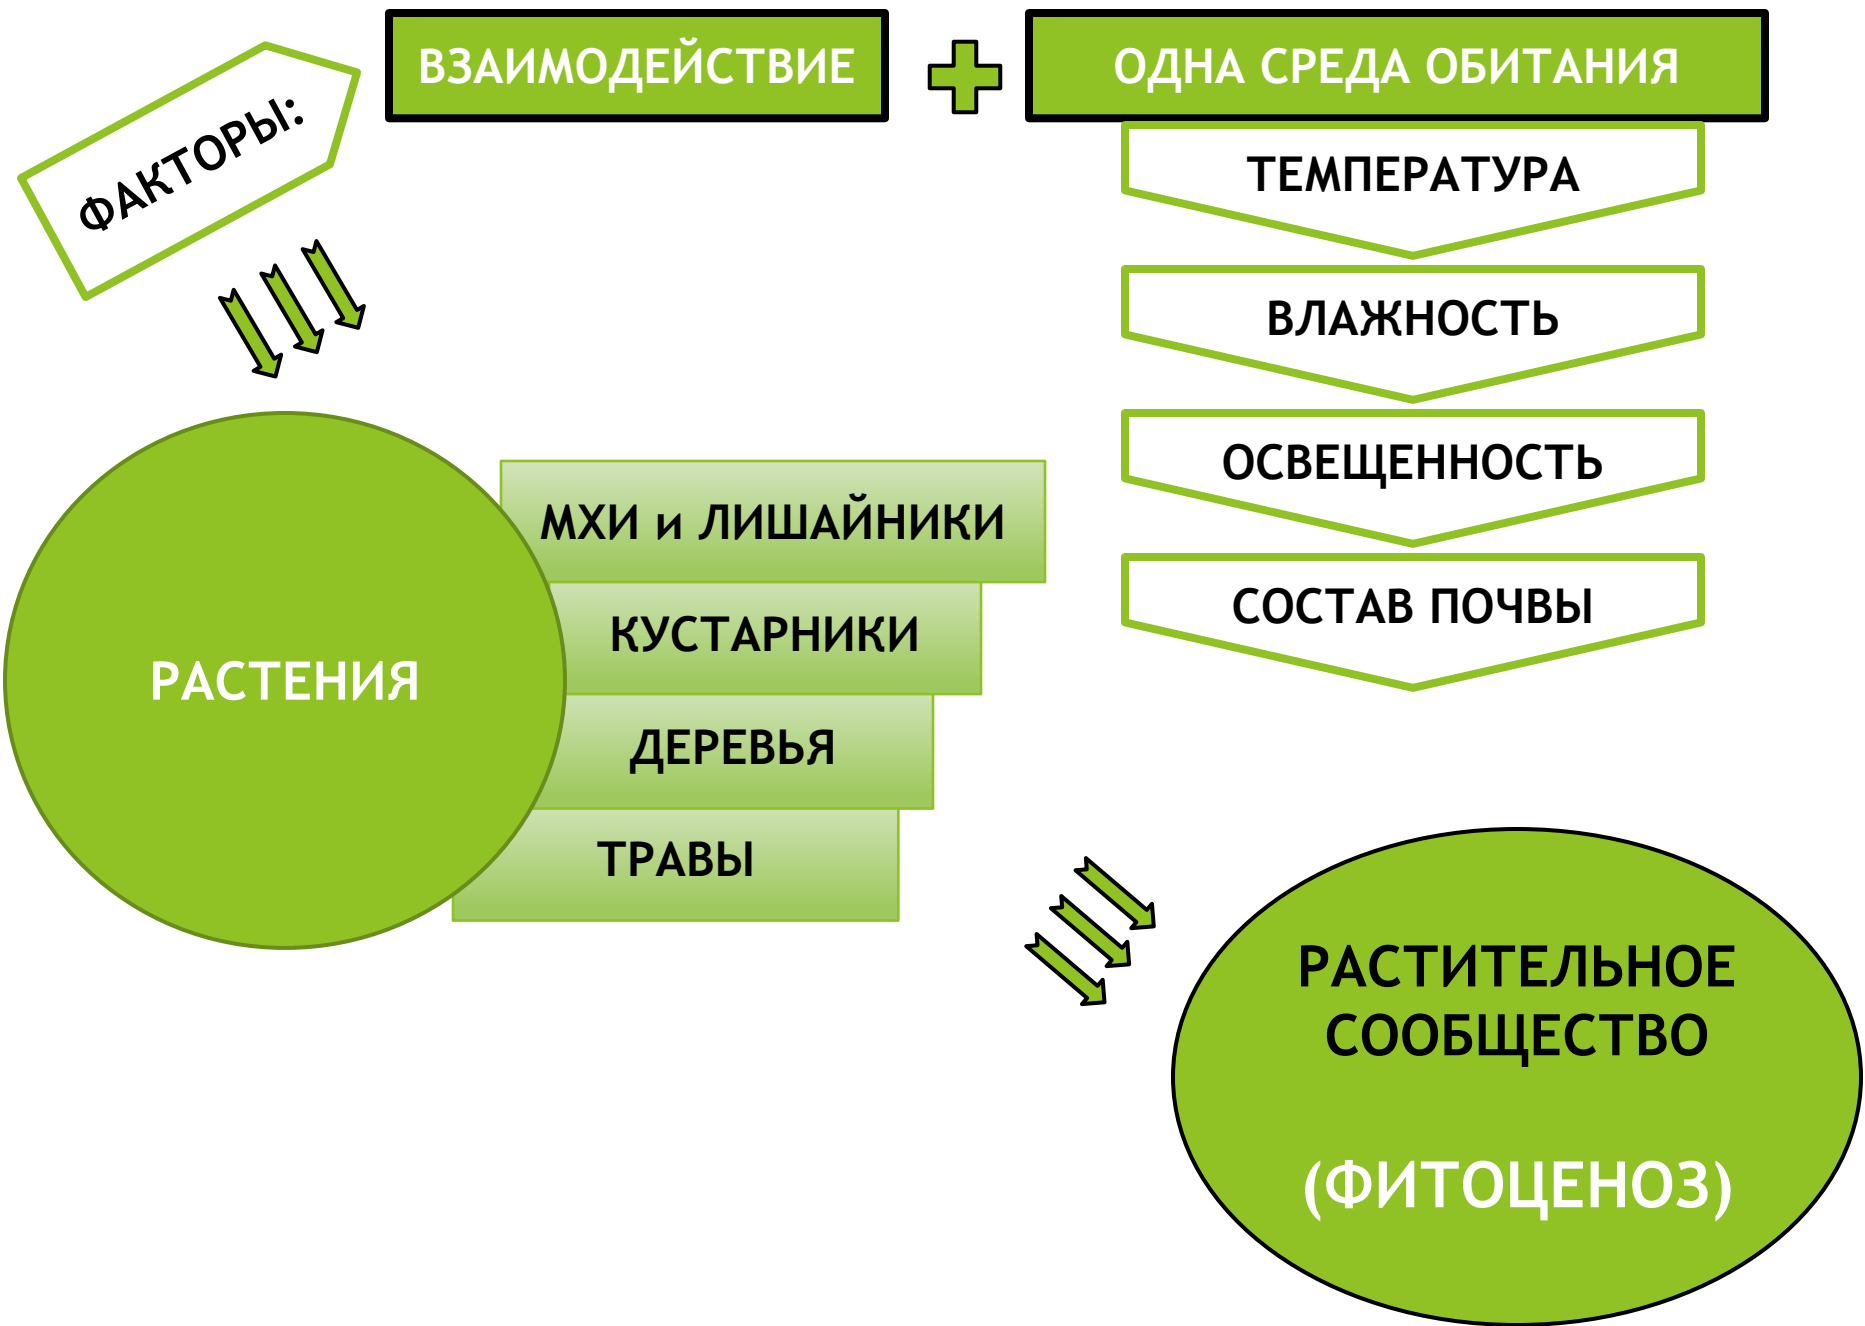 ФАКТОРЫ:
ВЗАИМОДЕЙСТВИЕ
ОДНА СРЕДА ОБИТАНИЯ
ТЕМПЕРАТУРА
ВЛАЖНОСТЬ
ОСВЕЩЕННОСТЬ
СОСТАВ ПОЧВЫ
РАСТЕНИЯ
МХИ и ЛИШАЙНИКИ
КУСТАРНИКИ
ДЕРЕВЬЯ
ТРАВЫ
РАСТИТЕЛЬНОЕ
СООБЩЕСТВО
(ФИТОЦЕНОЗ)